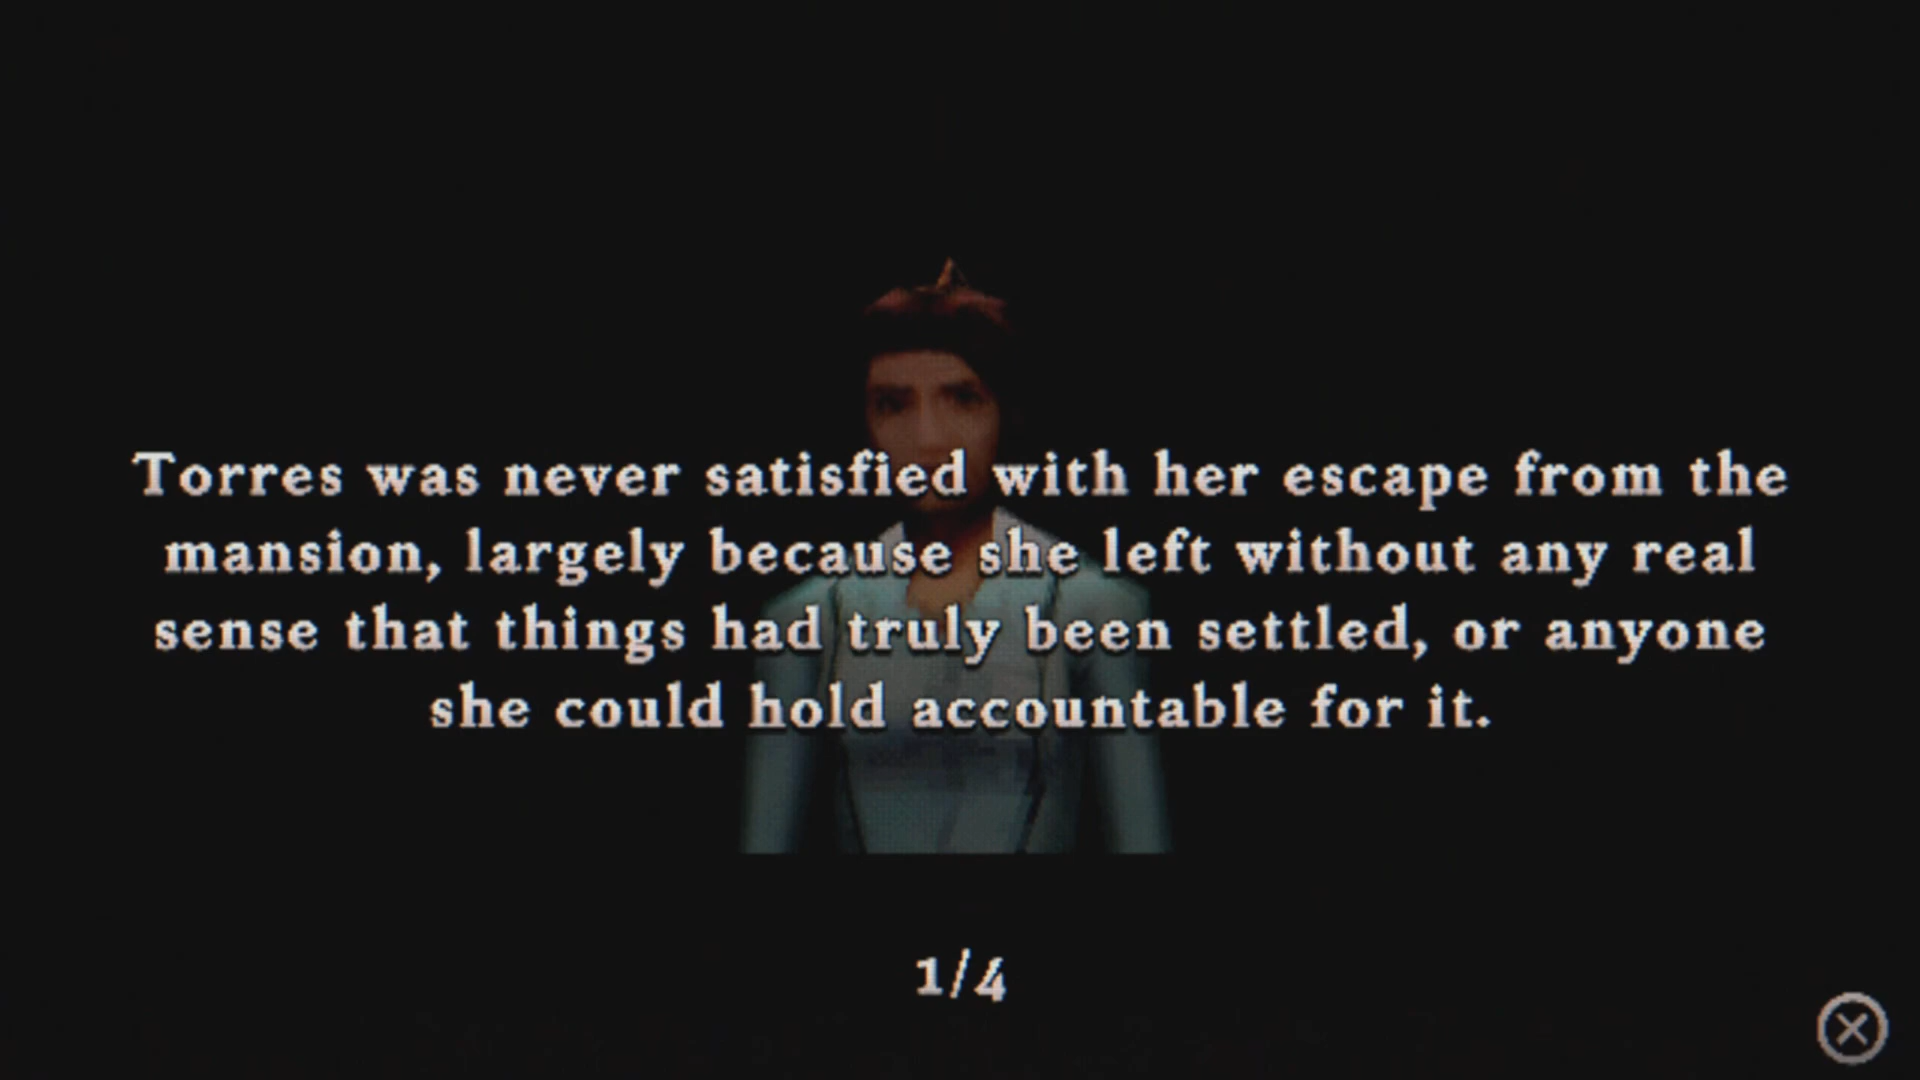 Torres was never satisfied with her escape from the
mansion, largely because she left without any real
sense that things had truly been settled, or anyone
she could hold accountable for it.
1/4